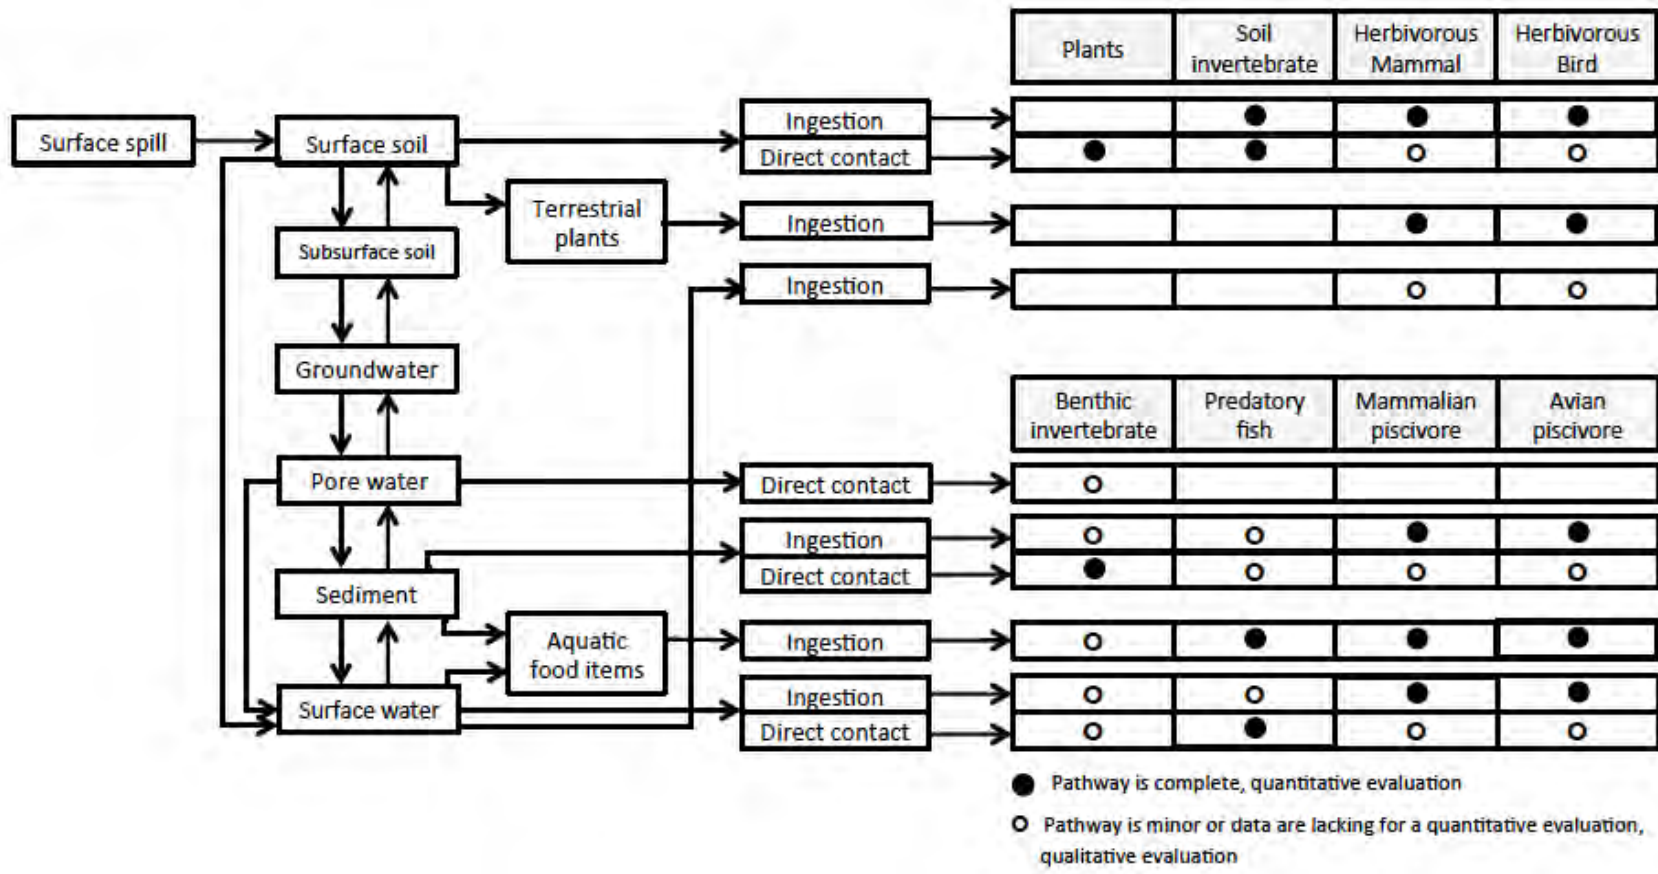 Plants
Soil
invertebrate
Herbivorous
Mammal
Herbivorous
Bird
Surface spill
Surface soil
Ingestion
Direct contact
Terrestrial
plants
Ingestion
Subsurface soil
Ingestion
Groundwater
Benthic
invertebrate
Predatory
fish
Mammalian
piscivore
Avian
piscivore
Pore water
Direct contact
Ingestion
Direct contact
Sediment
Aquatic
food items
Ingestion
Surface water
Ingestion
Direct contact
Pathway is complete, quantitative evaluation
Pathway is minor or data are lacking for a quantitative evaluation,
qualitative evaluation